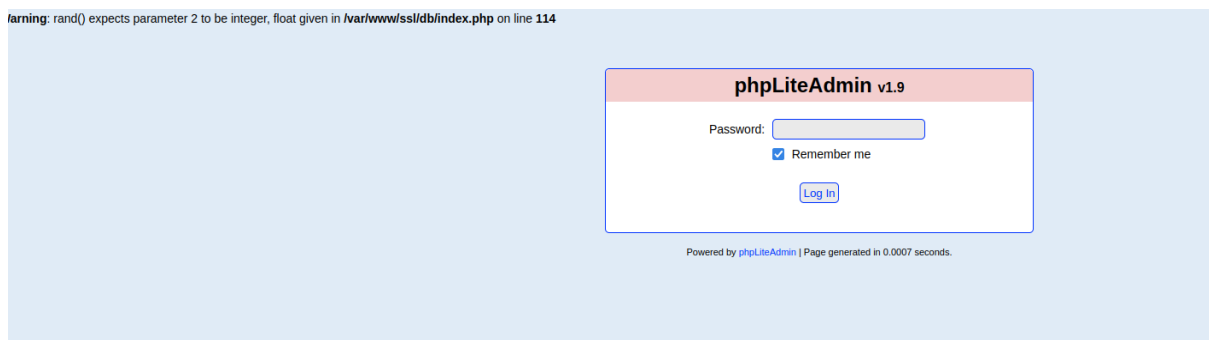 /arning: rand() expects parameter 2 to be integer, float given in /var/www/ssl/db/index.php on line 114
phpLiteAdmin v1.9
Password:
Remember me
Log In
Powered by phpLiteAdmin | Page generated in 0.0007 seconds.